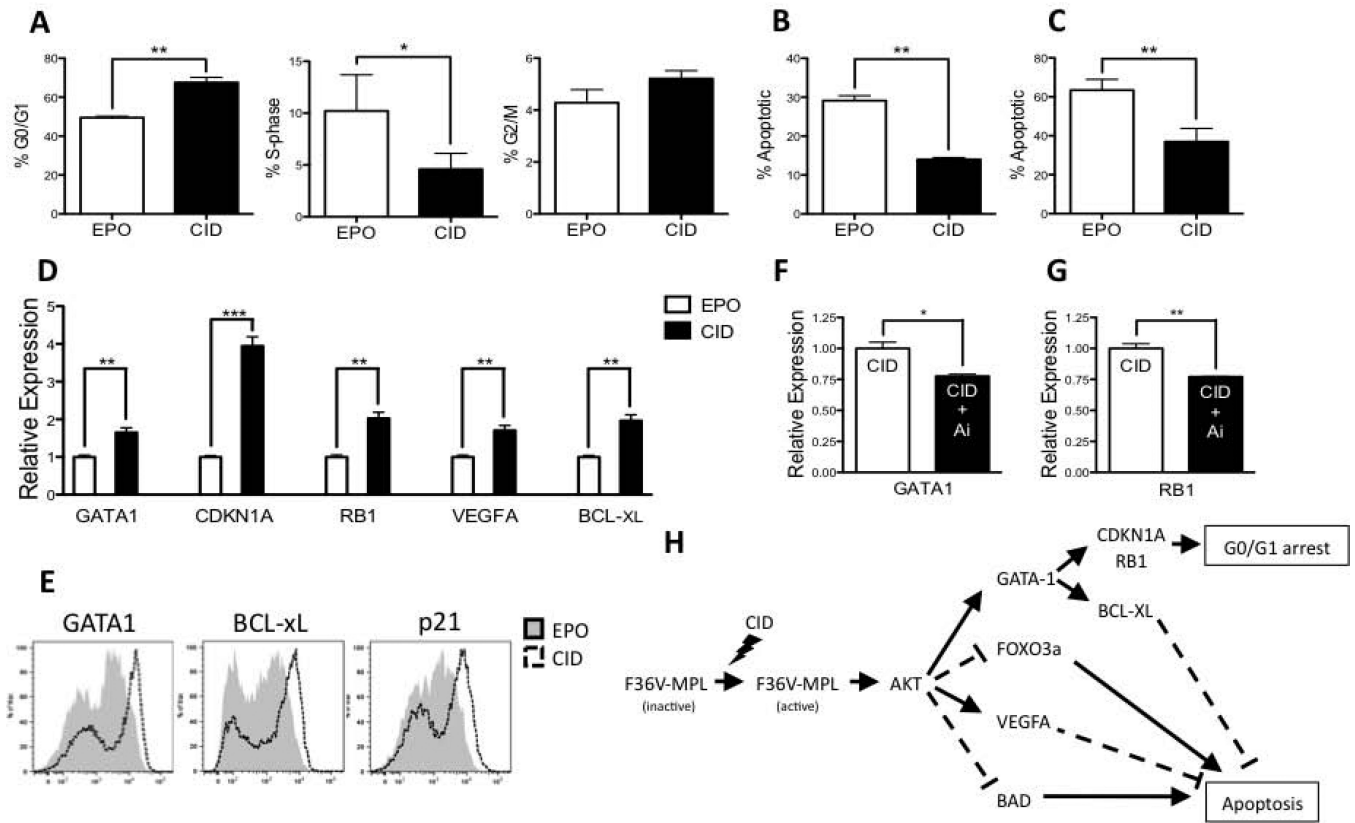 A
B
C
**
*
**
**
% G0/G1
80
60
40
20
0
EPO
CID
% S-phase
15
10
5
0
EPO
CID
% G2/M
6
4
2
0
EPO
CID
% Apoptotic
40
30
20
10
0
EPO
CID
% Apoptotic
80
60
40
20
0
EPO
CID
D
Relative Expression
5
4
3
2
1
0
**
***
**
**
**
GATA1
CDKN1A
RB1
VEGFA
BCL-XL
EPO
CID
F
Relative Expression
1.25
1.00
0.75
0.50
0.25
0.00
*
CID
CID
+
Ai
GATA1
G
Relative Expression
1.25
1.00
0.75
0.50
0.25
0.00
**
CID
CID
+
Ai
RB1
E
GATA1
BCL-xL
p21
EPO
CID
H
CID
F36V-MPL
(inactive)
F36V-MPL
(active)
AKT
GATA-1
CDKN1A
RB1
G0/G1 arrest
BCL-XL
FOXO3a
VEGFA
BAD
Apoptosis